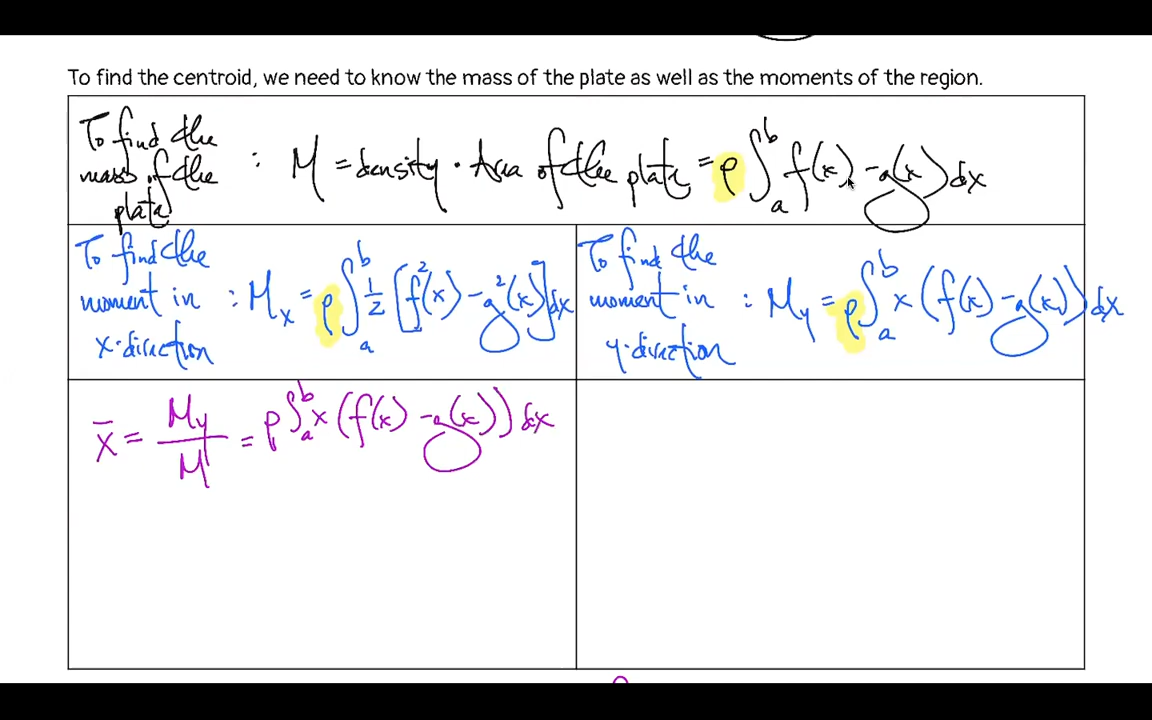 To find the centroid, we need to know the mass of the plate as well as the moments of the region.
To find the
mass of the
plate
: M = density · Area of the plate = ρ ∫_a^b f(x) - g(x) dx
To find the
moment in
x-direction
: M_x = ρ ∫_a^b 1/2 [f²(x) - g²(x)] dx
To find the
moment in
y-direction
: M_y = ρ ∫_a^b x (f(x) - g(x)) dx
x̄ = M_y / M = ρ ∫_a^b x (f(x) - g(x)) dx